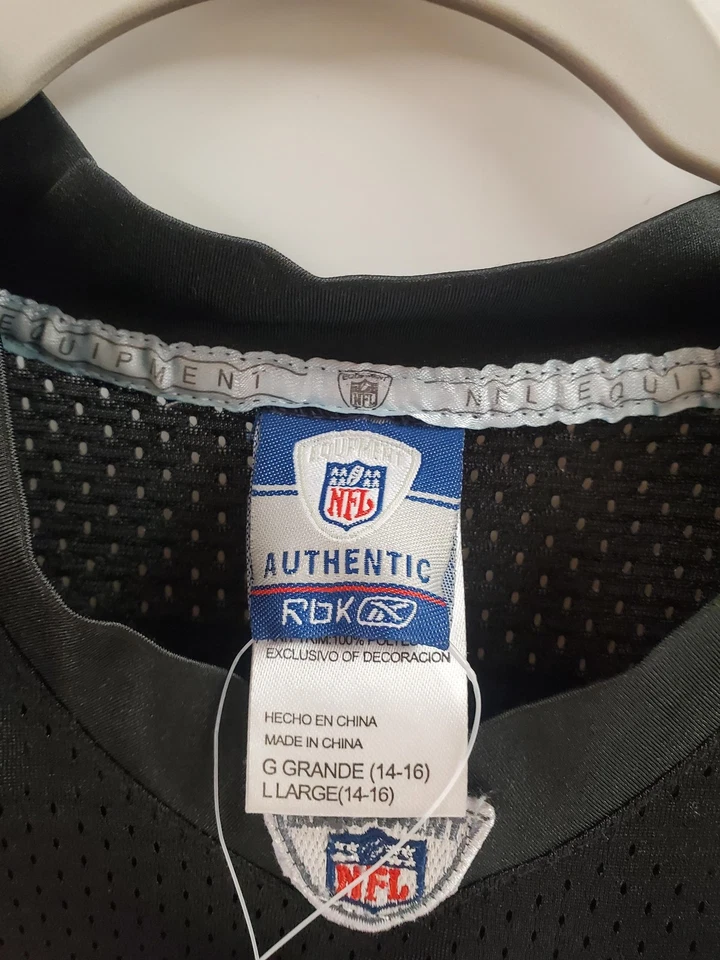 EQUIPMENT NFL NFL EQUIP
EQUIPMENT
NFL
AUTHENTIC
RbK
EXCLUSIVO OF DECORACION
HECHO EN CHINA
MADE IN CHINA
G GRANDE (14-16)
L LARGE(14-16)
NFL